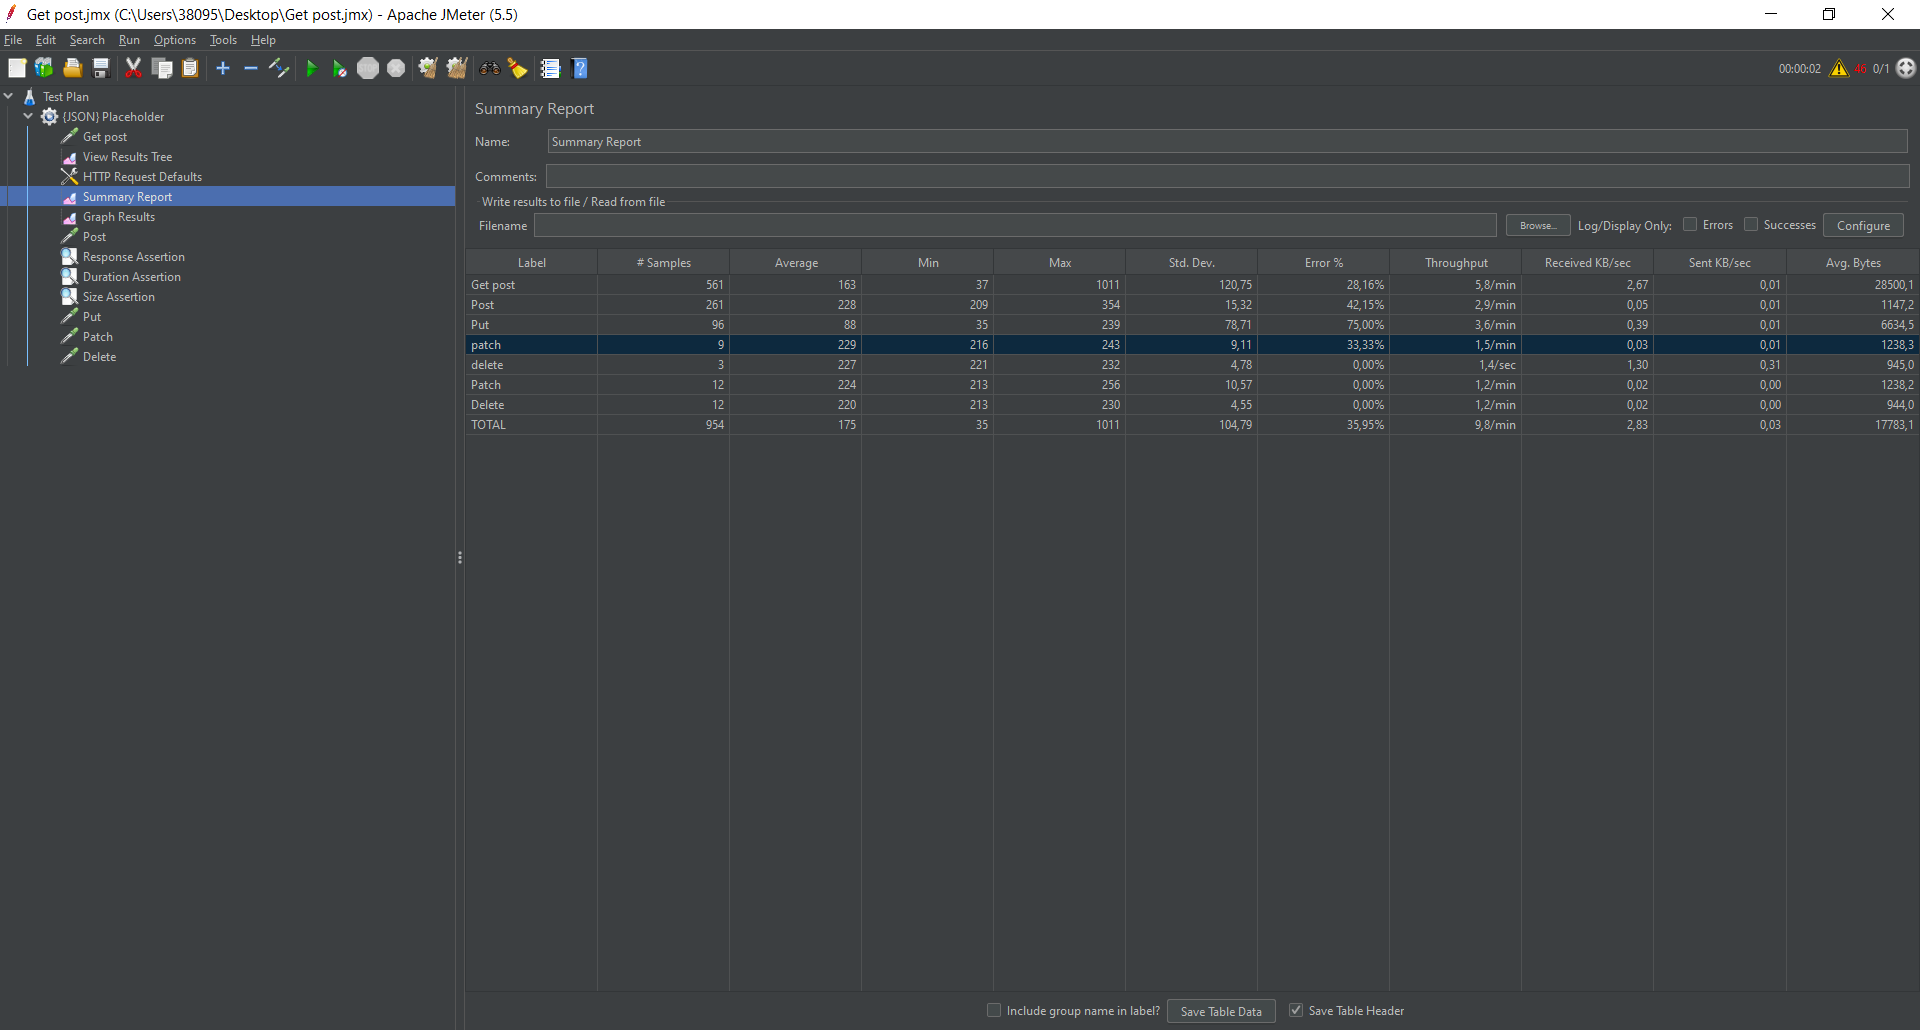 Get post.jmx (C:\Users\38095\Desktop\Get post.jmx) - Apache JMeter (5.5)
File Edit Search Run Options Tools Help
STOP 00:00:02 46 0/1
Test Plan
{JSON} Placeholder
Get post
View Results Tree
HTTP Request Defaults
Summary Report
Graph Results
Post
Response Assertion
Duration Assertion
Size Assertion
Put
Patch
Delete
Summary Report
Name: Summary Report
Comments:
Write results to file / Read from file
Filename Browse... Log/Display Only: Errors Successes Configure
Label # Samples Average Min Max Std. Dev. Error % Throughput Received KB/sec Sent KB/sec Avg. Bytes
Get post 561 163 37 1011 120,75 28,16% 5,8/min 2,67 0,01 28500,1
Post 261 228 209 354 15,32 42,15% 2,9/min 0,05 0,01 1147,2
Put 96 88 35 239 78,71 75,00% 3,6/min 0,39 0,01 6634,5
patch 9 229 216 243 9,11 33,33% 1,5/min 0,03 0,01 1238,3
delete 3 227 221 232 4,78 0,00% 1,4/sec 1,30 0,31 945,0
Patch 12 224 213 256 10,57 0,00% 1,2/min 0,02 0,00 1238,2
Delete 12 220 213 230 4,55 0,00% 1,2/min 0,02 0,00 944,0
TOTAL 954 175 35 1011 104,79 35,95% 9,8/min 2,83 0,03 17783,1
Include group name in label? Save Table Data Save Table Header